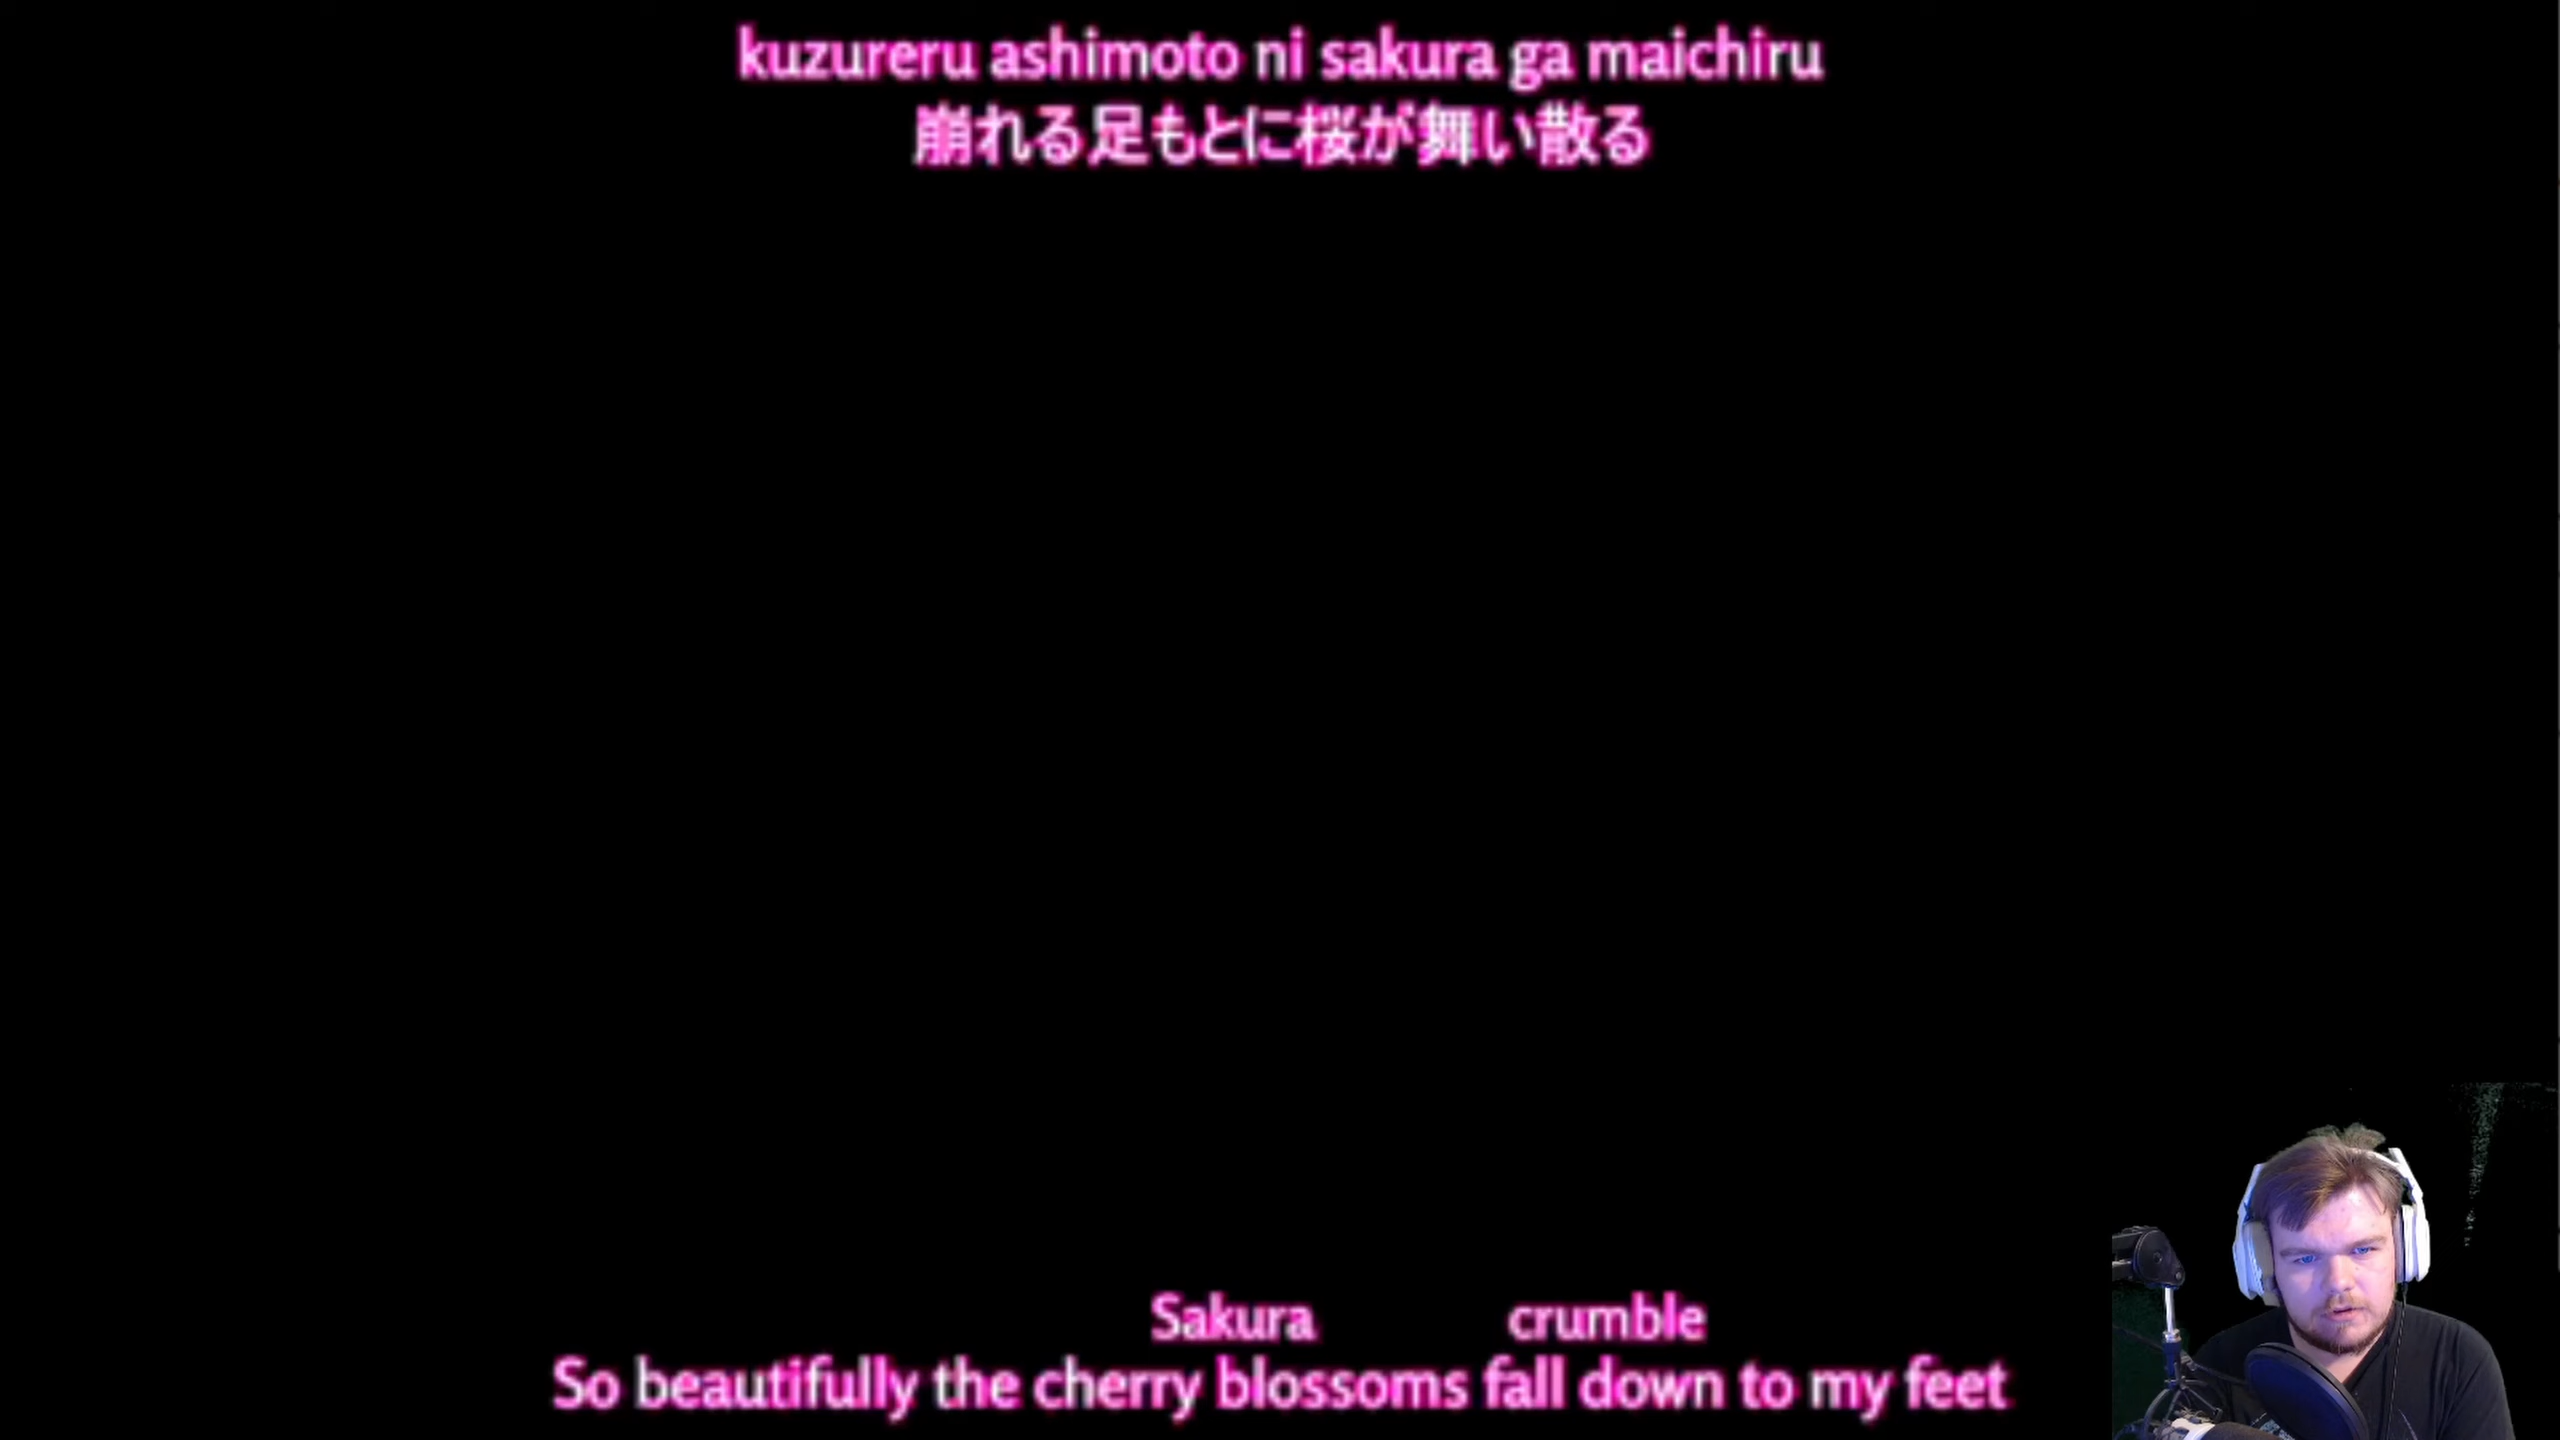 kuzureru ashimoto ni sakura ga maichiru
崩れる足もとに桜が舞い散る
Sakura crumble
So beautifully the cherry blossoms fall down to my feet